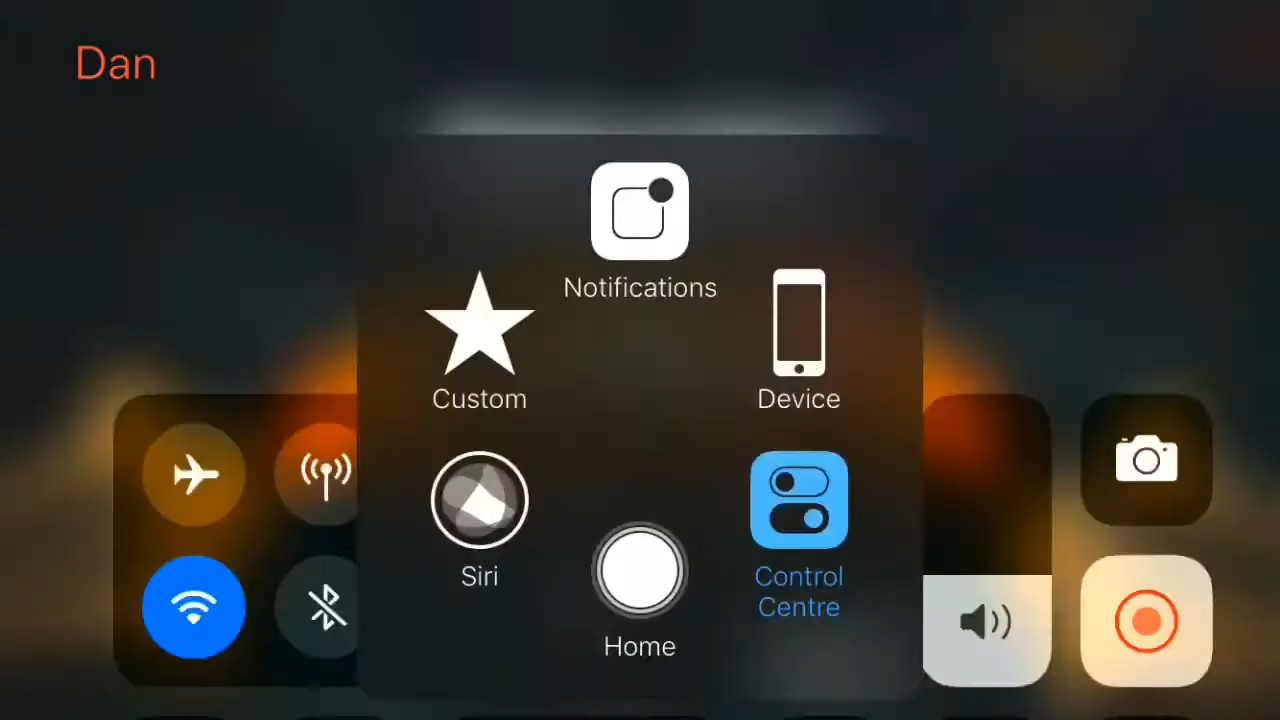 Dan
Notifications
Custom
Device
Siri
Control
Centre
Home